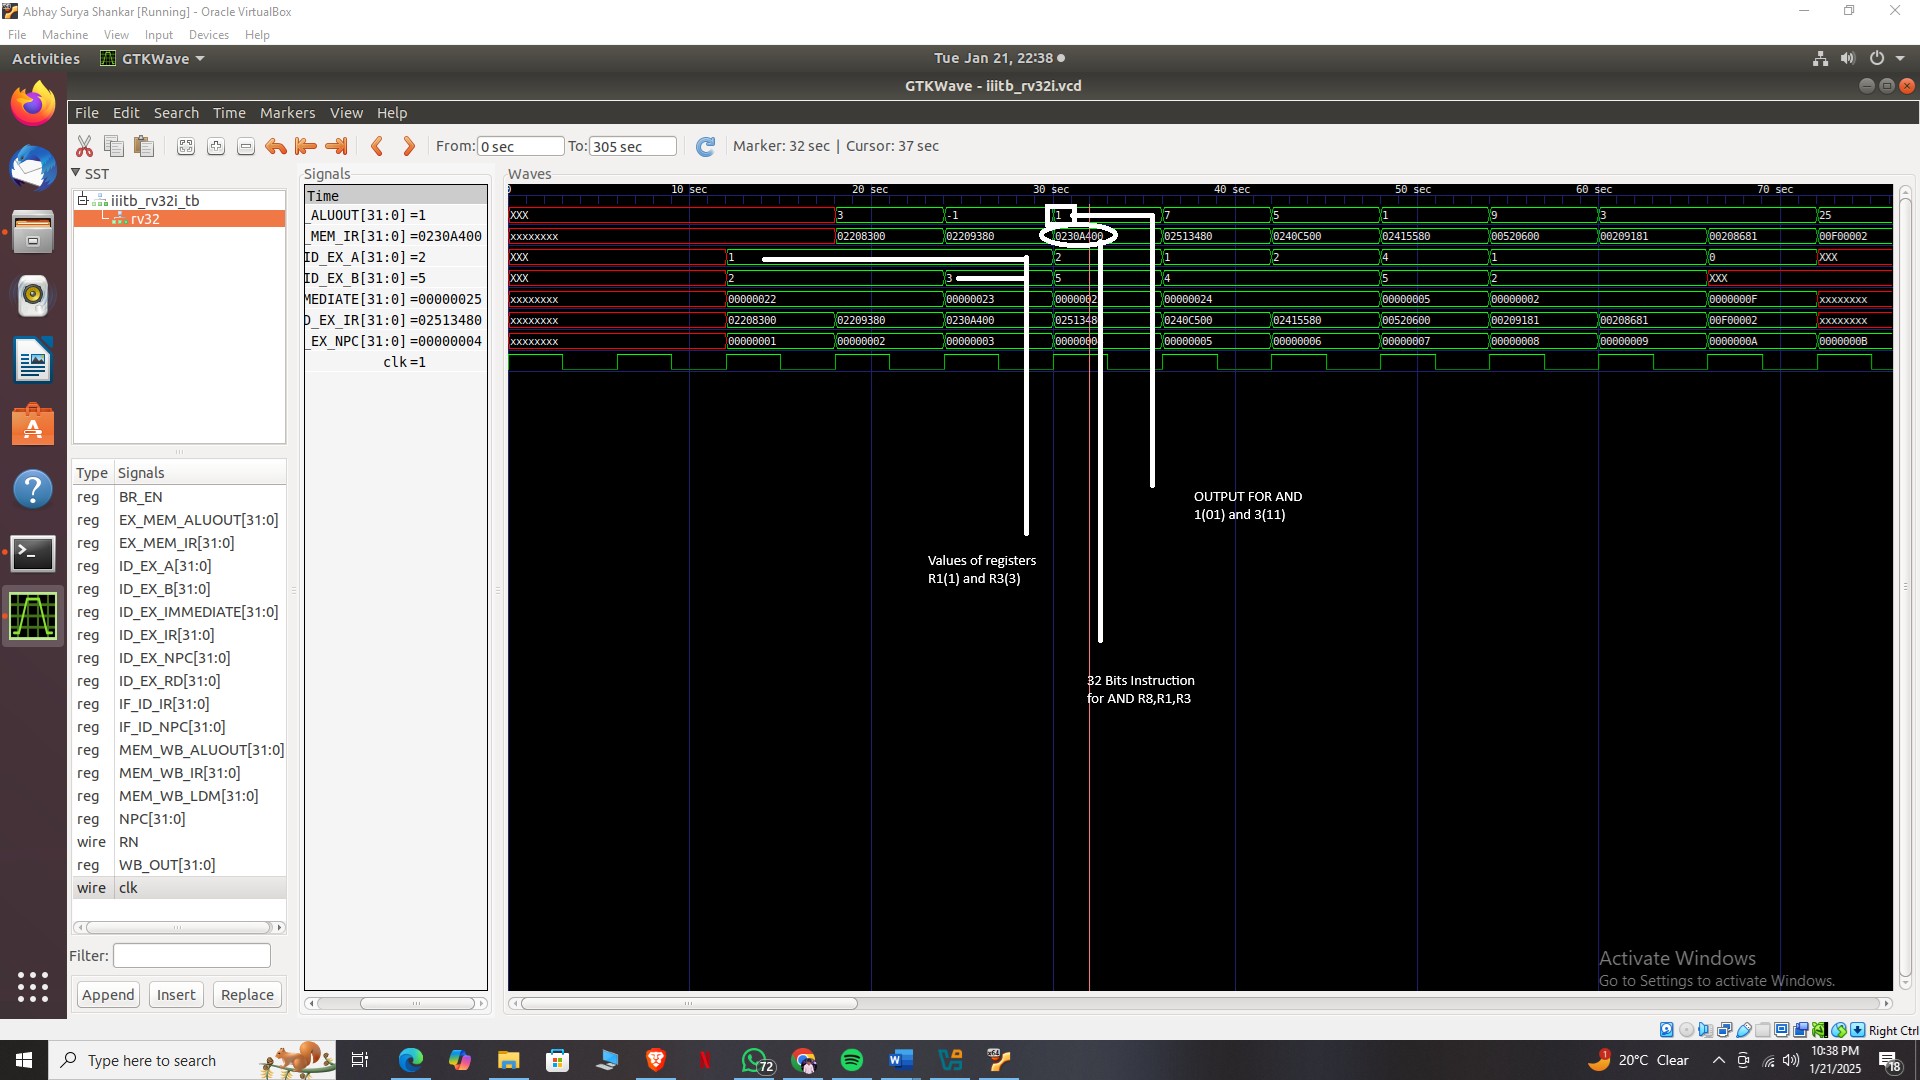 Abhay Surya Shankar [Running] - Oracle VirtualBox
File Machine View Input Devices Help
Activities GTKWave Tue Jan 21, 22:38
GTKWave - iiitb_rv32i.vcd
File Edit Search Time Markers View Help
From: 0 sec To: 305 sec Marker: 32 sec | Cursor: 37 sec
SST
iiitb_rv32i_tb
rv32
Type Signals
reg BR_EN
reg EX_MEM_ALUOUT[31:0]
reg EX_MEM_IR[31:0]
reg ID_EX_A[31:0]
reg ID_EX_B[31:0]
reg ID_EX_IMMEDIATE[31:0]
reg ID_EX_IR[31:0]
reg ID_EX_NPC[31:0]
reg ID_EX_RD[31:0]
reg IF_ID_IR[31:0]
reg IF_ID_NPC[31:0]
reg MEM_WB_ALUOUT[31:0]
reg MEM_WB_IR[31:0]
reg MEM_WB_LDM[31:0]
reg NPC[31:0]
wire RN
reg WB_OUT[31:0]
wire clk
Filter:
Append Insert Replace
Signals
Time
_ALUOUT[31:0] =1
_MEM_IR[31:0] =0230A400
ID_EX_A[31:0] =2
ID_EX_B[31:0] =5
MEDIATE[31:0] =00000025
D_EX_IR[31:0] =02513480
_EX_NPC[31:0] =00000004
clk =1
Waves
0 10 sec 20 sec 30 sec 40 sec 50 sec 60 sec 70 sec
XXX 3 -1 1 7 5 1 9 3 25
xxxxxxxx 02208300 02209380 0230A400 02513480 0240C500 02415580 00520600 00209181 00208681 00F00002
XXX 1 2 1 2 4 1 0 XXX
XXX 2 3 5 4 5 2 XXX
xxxxxxxx 00000022 00000023 0000002 00000024 00000005 00000002 0000000F xxxxxxxx
xxxxxxxx 02208300 02209380 0230A400 0251348 0240C500 02415580 00520600 00209181 00208681 00F00002 xxxxxxxx
xxxxxxxx 00000001 00000002 00000003 0000000 00000005 00000006 00000007 00000008 00000009 0000000A 0000000B
OUTPUT FOR AND
1(01) and 3(11)
Values of registers
R1(1) and R3(3)
32 Bits Instruction
for AND R8,R1,R3
Activate Windows
Go to Settings to activate Windows.
Right Ctrl
Type here to search
72
1
20°C Clear
10:38 PM
1/21/2025
18